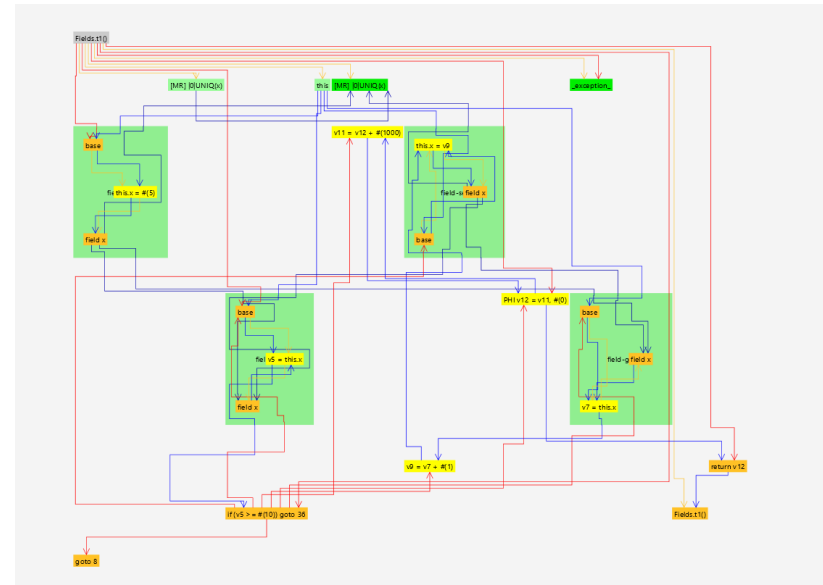 Fields.t1()
[MR] |0|UNIQ(x)
this
[MR] |0|UNIQ(x)
_exception_
v11 = v12 + #(1000)
base
this.x = v9
this.x = #(5)
field x
field x
base
PHI v12 = v11, #(0)
base
base
v5 = this.x
field-g
field x
field x
v7 = this.x
v9 = v7 + #(1)
return v12
if (v5 > = #(10)) goto 36
Fields.t1()
goto 8